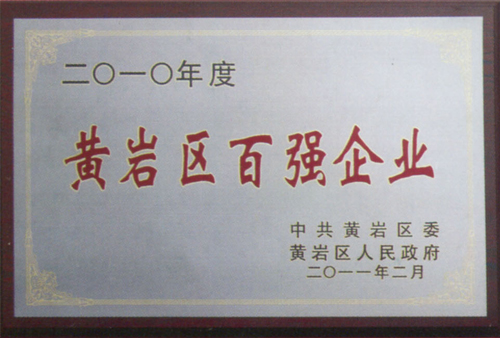 二〇一〇年度
黄岩区百强企业
中共黄岩区委
黄岩区人民政府
二〇一一年二月